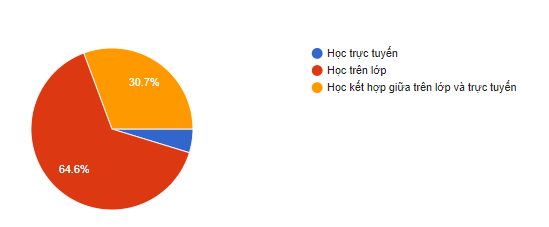 Học trực tuyến
Học trên lớp
Học kết hợp giữa trên lớp và trực tuyến
30.7%
64.6%